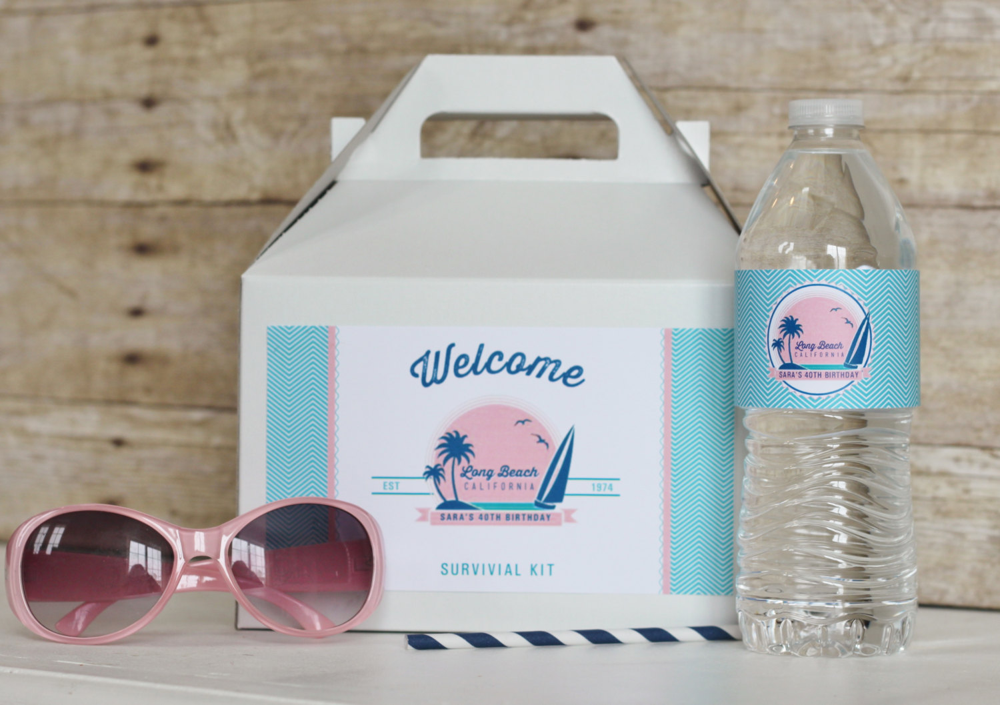 Welcome
Long Beach
CALIFORNIA
EST
1974
SARA'S 40TH BIRTHDAY
SURVIVIAL KIT
Long Beach
CALIFORNIA
SARA'S 40TH BIRTHDAY